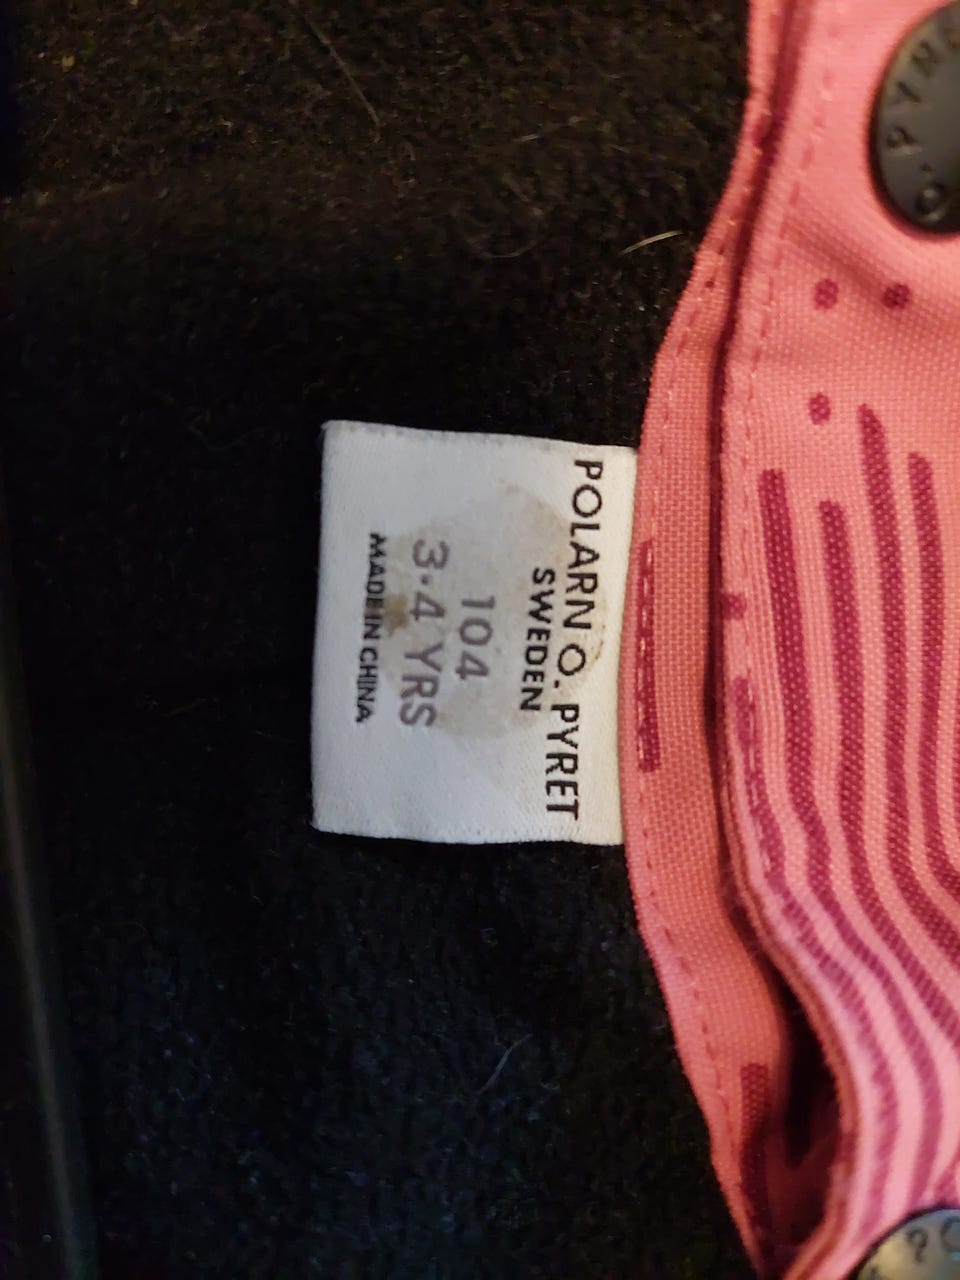 POLARN O. PYRET
SWEDEN
104
3-4 YRS
MADE IN CHINA